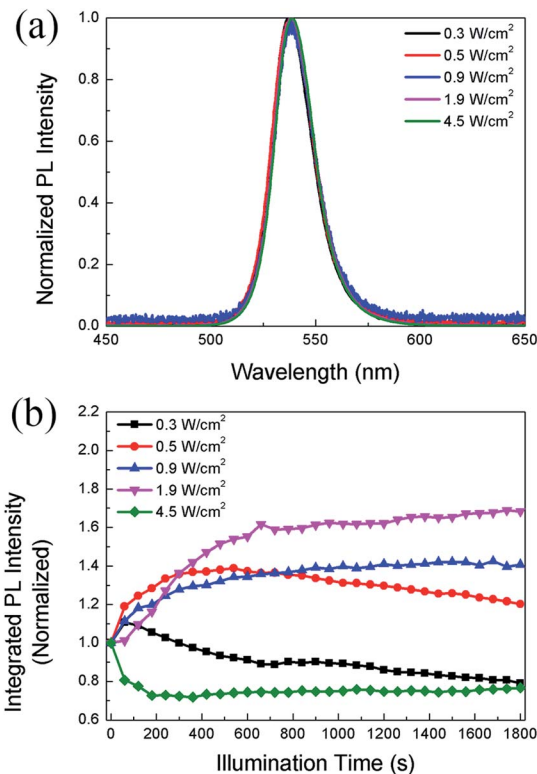 (a)
1.0
0.8
0.6
0.4
0.2
0.0
Normalized PL Intensity
0.3 W/cm²
0.5 W/cm²
0.9 W/cm²
1.9 W/cm²
4.5 W/cm²
450 500 550 600 650
Wavelength (nm)
(b)
2.2
2.0
1.8
1.6
1.4
1.2
1.0
0.8
0.6
Integrated PL Intensity
(Normalized)
0.3 W/cm²
0.5 W/cm²
0.9 W/cm²
1.9 W/cm²
4.5 W/cm²
0 200 400 600 800 1000 1200 1400 1600 1800
Illumination Time (s)